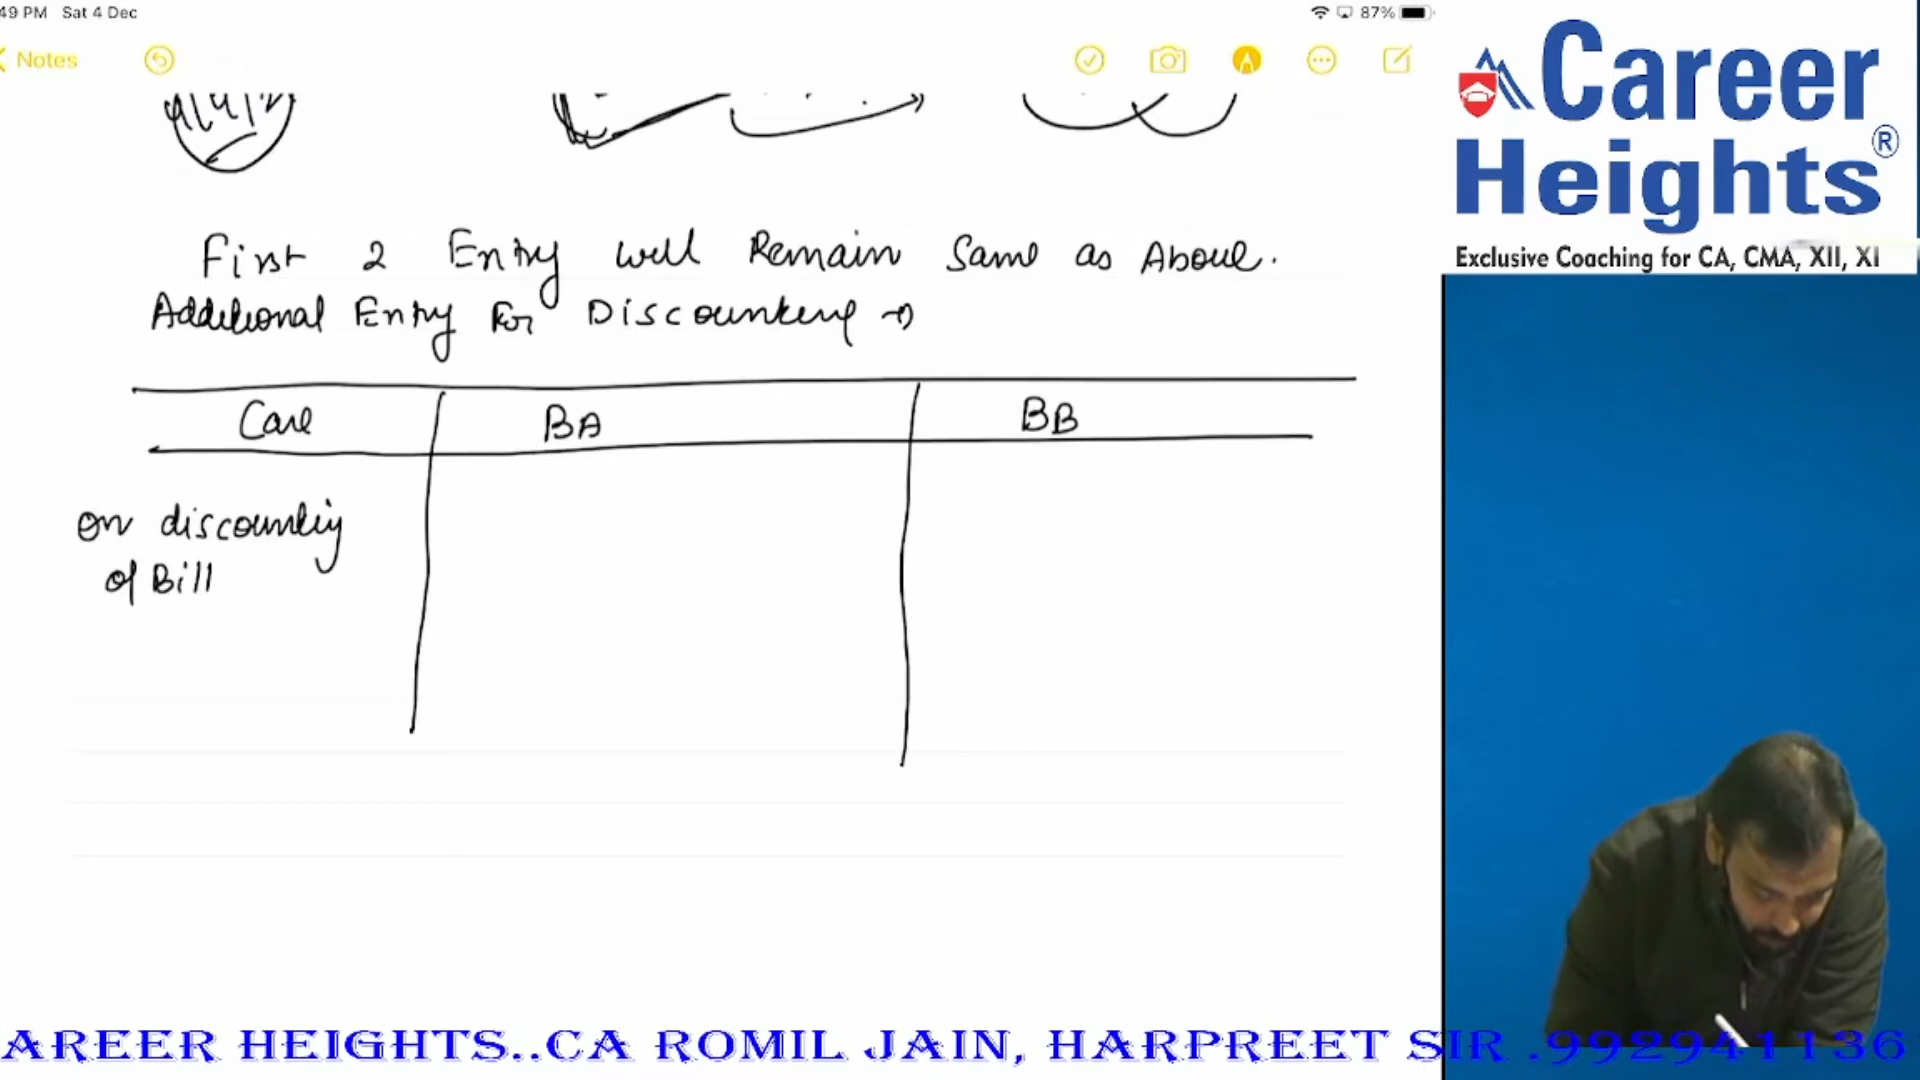 49 PM Sat 4 Dec
87%
Notes
Career
Heights®
Exclusive Coaching for CA, CMA, XII, XI
First 2 Entry will Remain Same as Above.
Additional Entry For Discounting →
Case BA BB
on discounting
of Bill
AREER HEIGHTS..CA ROMIL JAIN, HARPREET SIR .992941136